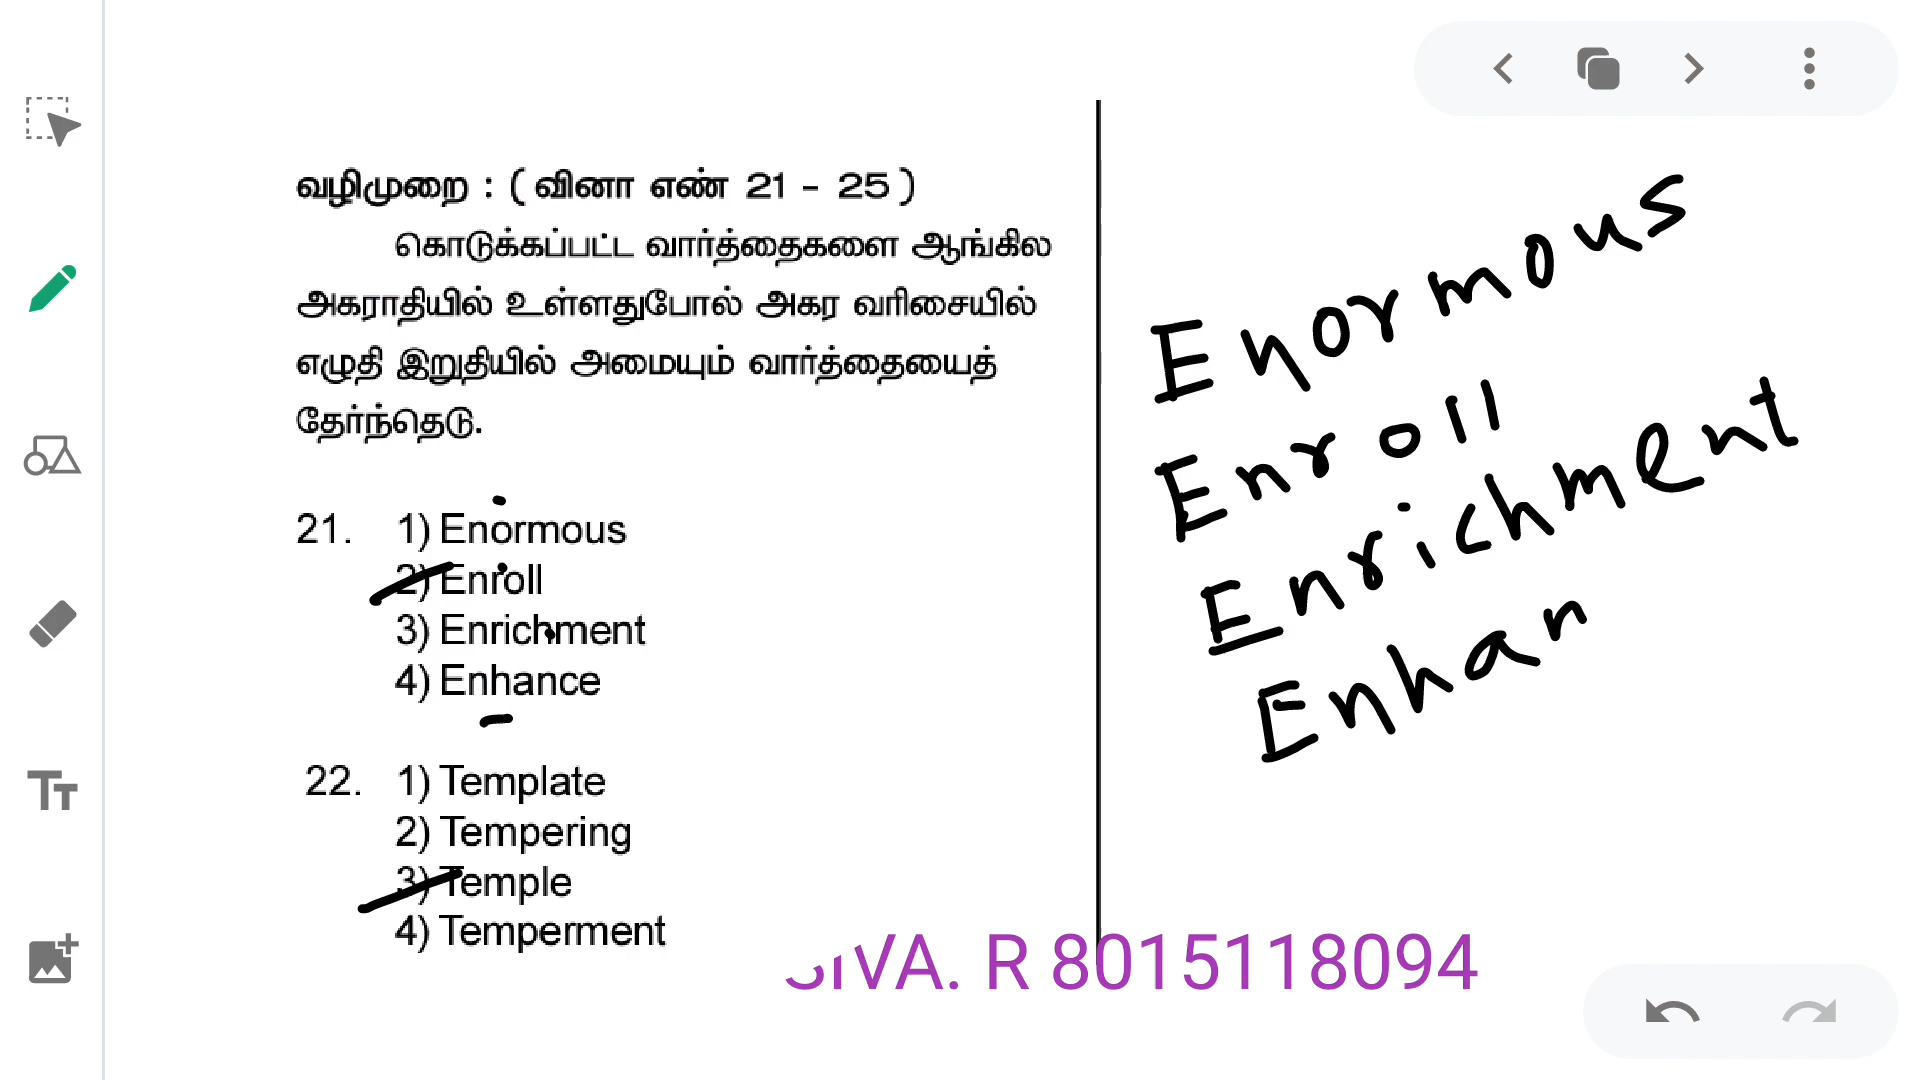 வழிமுறை : ( வினா எண் 21 – 25 )
கொடுக்கப்பட்ட வார்த்தைகளை ஆங்கில
அகராதியில் உள்ளதுபோல் அகர வரிசையில்
எழுதி இறுதியில் அமையும் வார்த்தையைத்
தேர்ந்தெடு.
21. 1) Enormous
2) Enroll
3) Enrichment
4) Enhance
22. 1) Template
2) Tempering
3) Temple
4) Temperment
Enormous
Enroll
Enrichment
Enhan
SIVA. R 8015118094
Tт